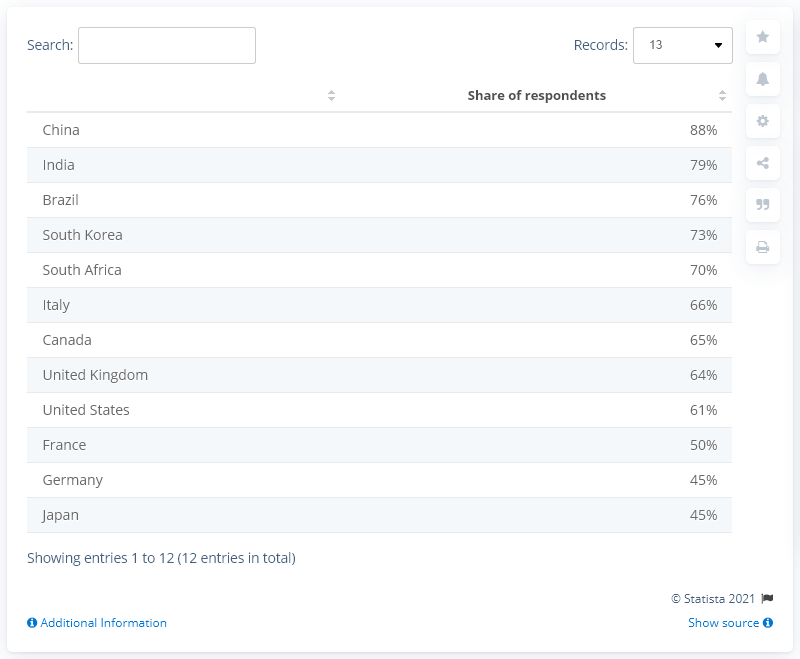 Search:
Records: 13
Share of respondents
China 88%
India 79%
Brazil 76%
South Korea 73%
South Africa 70%
Italy 66%
Canada 65%
United Kingdom 64%
United States 61%
France 50%
Germany 45%
Japan 45%
Showing entries 1 to 12 (12 entries in total)
© Statista 2021
Additional Information
Show source